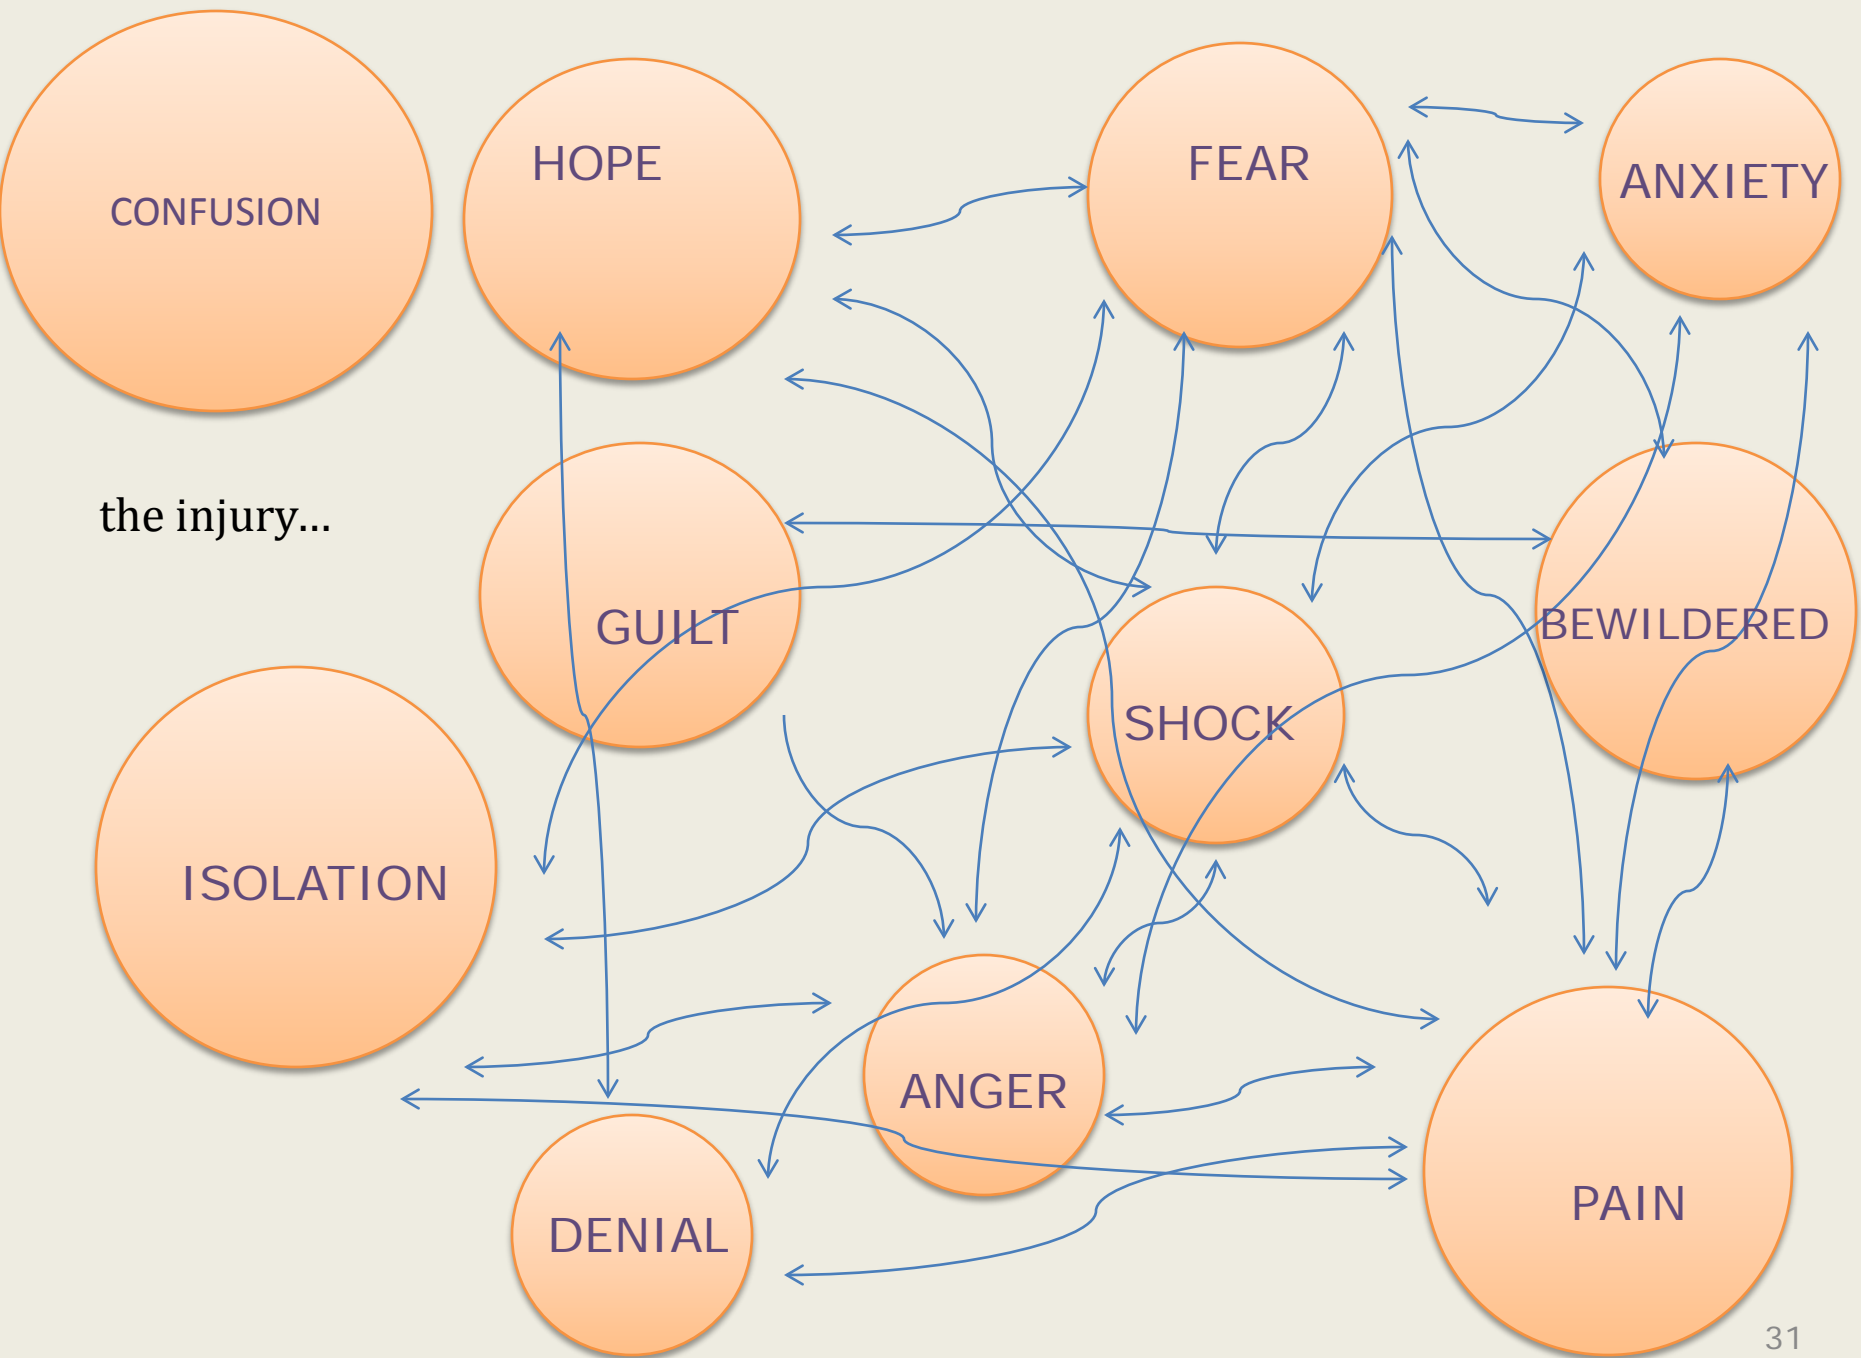 CONFUSION
HOPE
FEAR
ANXIETY
the injury...
GUILT
BEWILDERED
SHOCK
ISOLATION
ANGER
DENIAL
PAIN
31